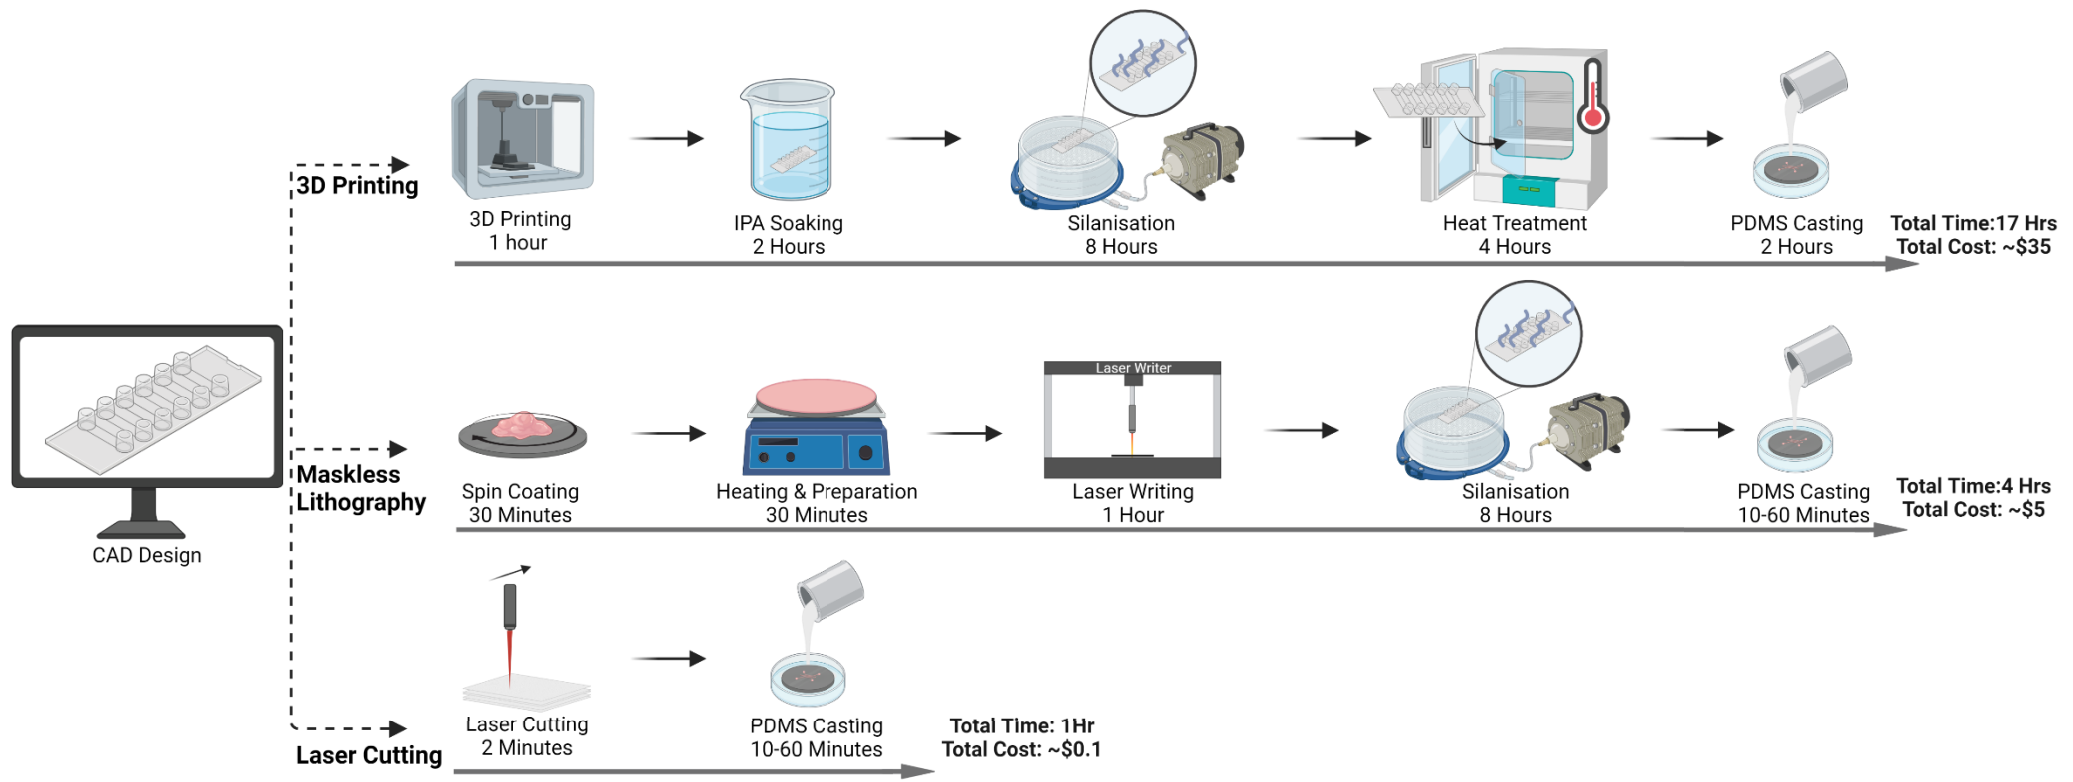 3D Printing
3D Printing
1 hour
IPA Soaking
2 Hours
Silanisation
8 Hours
Heat Treatment
4 Hours
PDMS Casting
2 Hours
Total Time:17 Hrs
Total Cost: ~$35
CAD Design
Maskless
Lithography
Spin Coating
30 Minutes
Heating & Preparation
30 Minutes
Laser Writer
Laser Writing
1 Hour
Silanisation
8 Hours
PDMS Casting
10-60 Minutes
Total Time:4 Hrs
Total Cost: ~$5
Laser Cutting
Laser Cutting
2 Minutes
PDMS Casting
10-60 Minutes
Total Time: 1Hr
Total Cost: ~$0.1